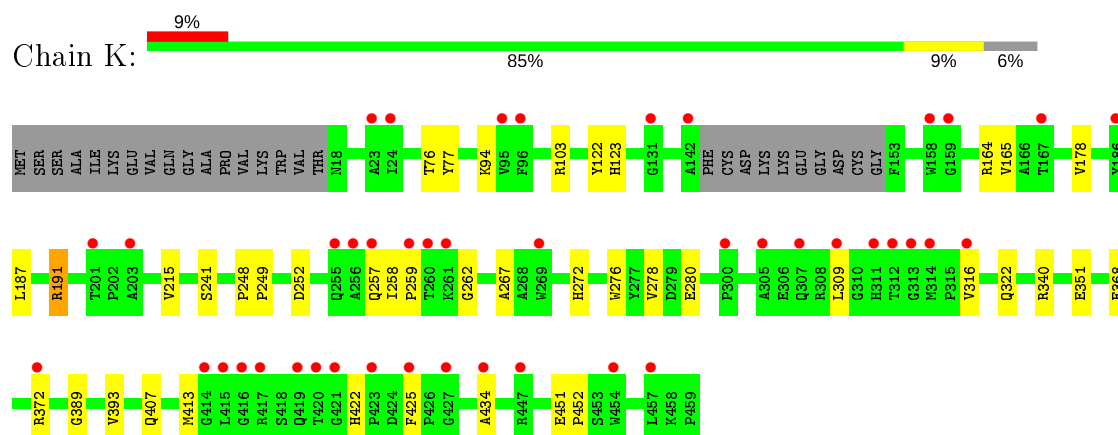 9%
Chain K:
85% 9% 6%
MET SER SER ALA ILE LYS GLU VAL GLN GLY ALA PRO VAL LYS TRP VAL THR N18 A23 I24 T76 Y77 K94 V95 F96 R103 Y122 H123 G131 A142 PHE CYS ASP LYS LYS GLU GLY ASP CYS GLY F153 W158 G159 R164 V165 A166 T167 V178 Y186
L187 R191 T201 P202 A203 V215 S241 P248 P249 D252 Q255 A256 Q257 I258 P259 T260 K261 G262 A267 A268 W269 H272 W276 Y277 V278 D279 E280 P300 A305 E306 Q307 R308 L309 G310 H311 T312 G313 M314 P315 V316 Q322 R340 E351
R372 G389 V393 Q407 M413 G414 L415 G416 R417 S418 Q419 T420 G421 H422 P423 D424 F425 P426 G427 A434 R447 E451 P452 S453 W454 L457 K458 P459